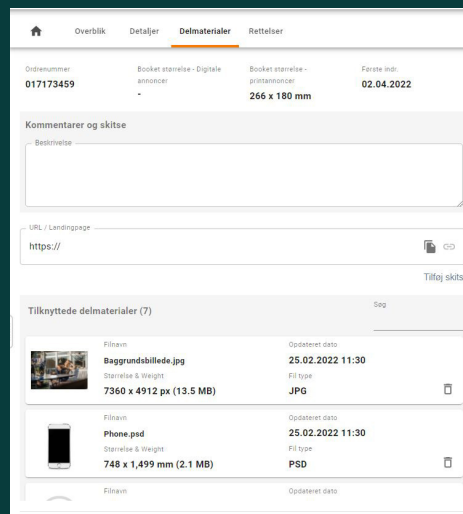 Overblik Detaljer Delmaterialer Rettelser
Ordrenummer
017173459
Booket størrelse - Digitale
annoncer
-
Booket størrelse -
printannoncer
266 x 180 mm
Første indr.
02.04.2022
Kommentarer og skitse
Beskrivelse
URL / Landingpage
https://
Tilføj skits
Tilknyttede delmaterialer (7)
Søg
Filnavn
Baggrundsbillede.jpg
Størrelse & Weight
7360 x 4912 px (13.5 MB)
Opdateret dato
25.02.2022 11:30
Fil type
JPG
Filnavn
Phone.psd
Størrelse & Weight
748 x 1,499 mm (2.1 MB)
Opdateret dato
25.02.2022 11:30
Fil type
PSD
Filnavn
Opdateret dato